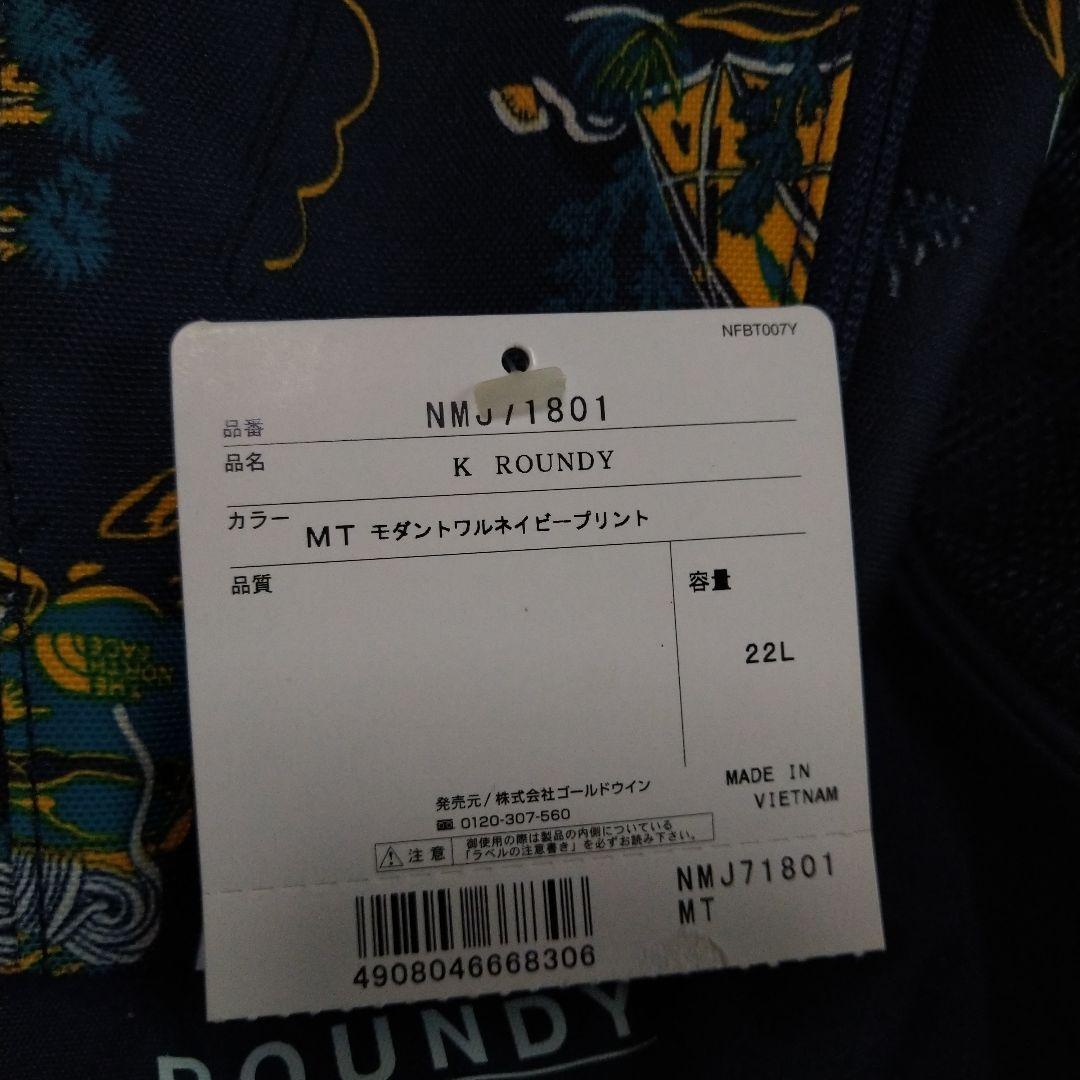 NFBT007Y
品番 NMJ71801
品名 K ROUNDY
カラー MT モダントワルネイビープリント
品質
容量
22L
MADE IN
VIETNAM
発売元/株式会社ゴールドウイン
0120-307-560
注意 御使用の際は製品の内側についている
「ラベルの注意書き」を必ずお読み下さい。
NMJ71801
MT
4908046668306
THE
NORTH
FACE
ROUNDY